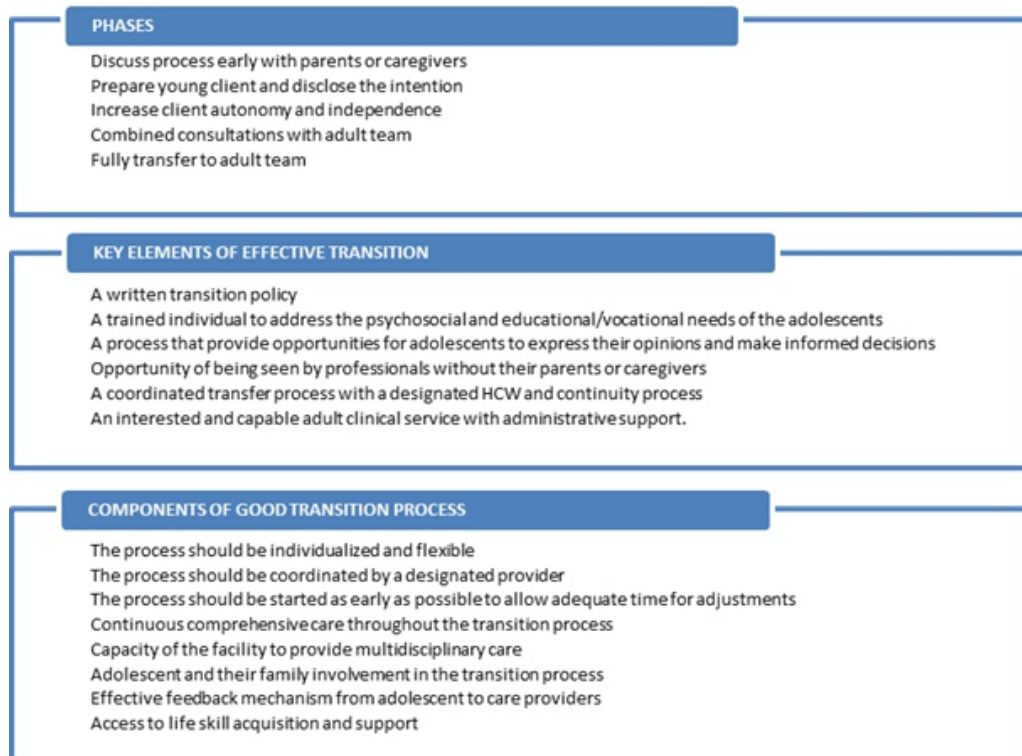 PHASES
Discuss process early with parents or caregivers
Prepare young client and disclose the intention
Increase client autonomy and independence
Combined consultations with adult team
Fully transfer to adult team
KEY ELEMENTS OF EFFECTIVE TRANSITION
A written transition policy
A trained individual to address the psychosocial and educational/vocational needs of the adolescents
A process that provide opportunities for adolescents to express their opinions and make informed decisions
Opportunity of being seen by professionals without their parents or caregivers
A coordinated transfer process with a designated HCW and continuity process
An interested and capable adult clinical service with administrative support.
COMPONENTS OF GOOD TRANSITION PROCESS
The process should be individualized and flexible
The process should be coordinated by a designated provider
The process should be started as early as possible to allow adequate time for adjustments
Continuous comprehensive care throughout the transition process
Capacity of the facility to provide multidisciplinary care
Adolescent and their family involvement in the transition process
Effective feedback mechanism from adolescent to care providers
Access to life skill acquisition and support